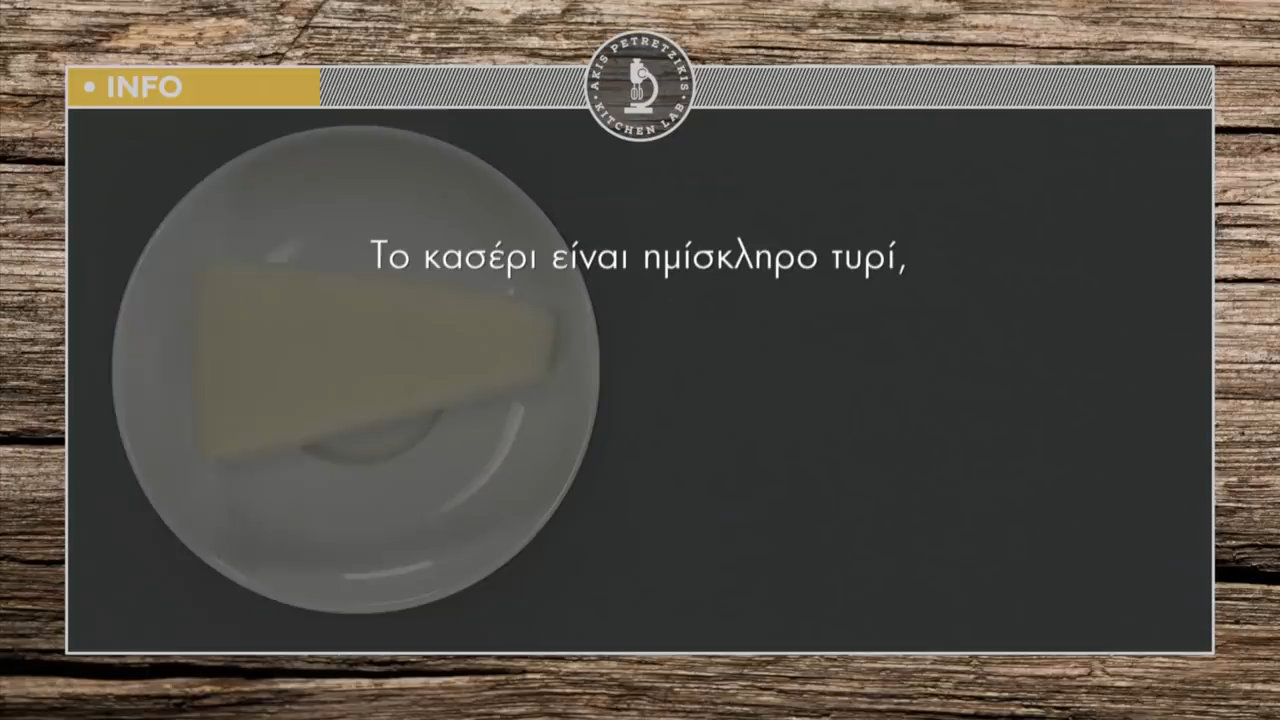 • INFO
AKIS PETRETZIKIS
• KITCHEN LAB •
Το κασέρι είναι ημίσκληρο τυρί,